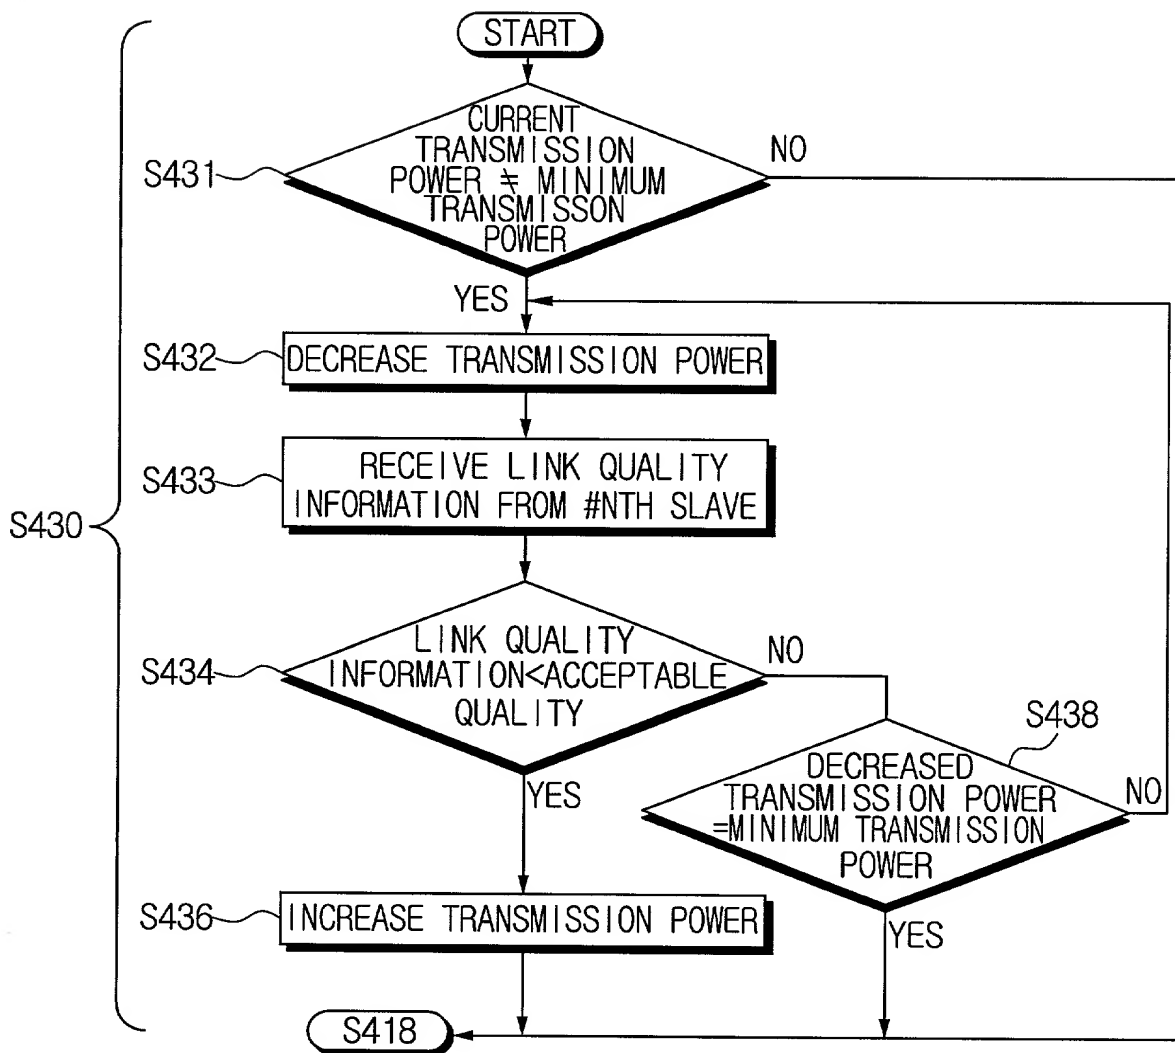 START
CURRENT
TRANSMISSION
POWER ≠ MINIMUM
TRANSMISSON
POWER
S431
NO
YES
S432
DECREASE TRANSMISSION POWER
S433
RECEIVE LINK QUALITY
INFORMATION FROM #NTH SLAVE
S430
S434
LINK QUALITY
INFORMATION<ACCEPTABLE
QUALITY
NO
YES
S438
DECREASED
TRANSMISSION POWER
=MINIMUM TRANSMISSION
POWER
NO
YES
S436
INCREASE TRANSMISSION POWER
S418